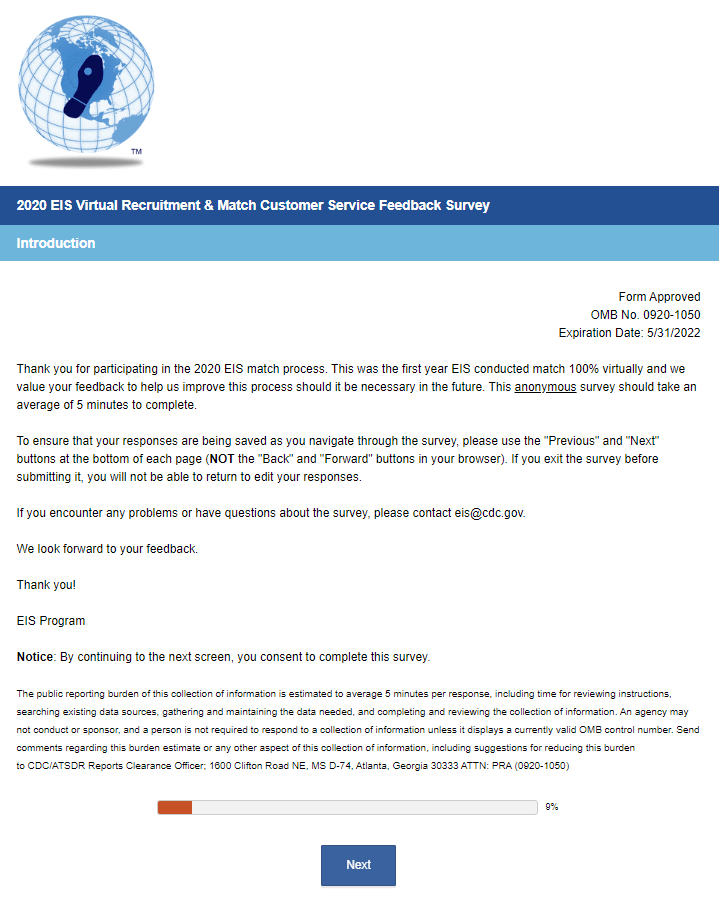 TM
2020 EIS Virtual Recruitment & Match Customer Service Feedback Survey
Introduction
Form Approved
OMB No. 0920-1050
Expiration Date: 5/31/2022
Thank you for participating in the 2020 EIS match process. This was the first year EIS conducted match 100% virtually and we
value your feedback to help us improve this process should it be necessary in the future. This anonymous survey should take an
average of 5 minutes to complete.
To ensure that your responses are being saved as you navigate through the survey, please use the "Previous" and "Next"
buttons at the bottom of each page (NOT the "Back" and "Forward" buttons in your browser). If you exit the survey before
submitting it, you will not be able to return to edit your responses.
If you encounter any problems or have questions about the survey, please contact eis@cdc.gov.
We look forward to your feedback.
Thank you!
EIS Program
Notice: By continuing to the next screen, you consent to complete this survey.
The public reporting burden of this collection of information is estimated to average 5 minutes per response, including time for reviewing instructions,
searching existing data sources, gathering and maintaining the data needed, and completing and reviewing the collection of information. An agency may
not conduct or sponsor, and a person is not required to respond to a collection of information unless it displays a currently valid OMB control number. Send
comments regarding this burden estimate or any other aspect of this collection of information, including suggestions for reducing this burden
to CDC/ATSDR Reports Clearance Officer; 1600 Clifton Road NE, MS D-74, Atlanta, Georgia 30333 ATTN: PRA (0920-1050)
9%
Next